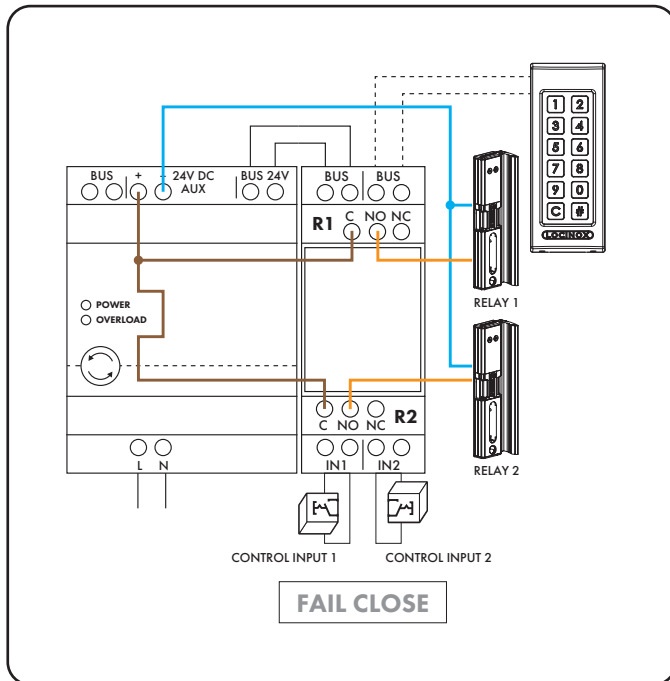 1 2
3 4
5 6
7 8
9 0
C #
LOCINOX
BUS + - 24V DC AUX BUS 24V
BUS BUS
R1 C NO NC
RELAY 1
POWER
OVERLOAD
C NO NC R2
L N
IN1 IN2
RELAY 2
CONTROL INPUT 1 CONTROL INPUT 2
FAIL CLOSE